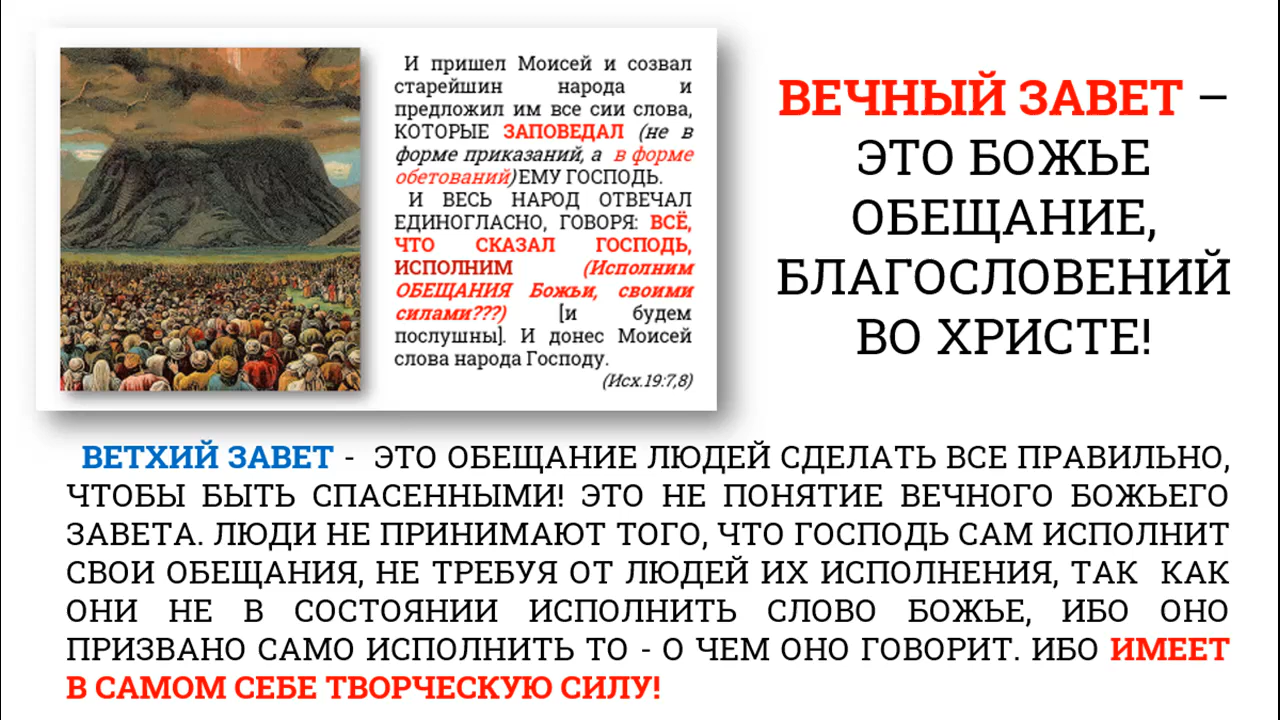 И пришел Моисей и созвал
старейшин народа и
предложил им все сии слова,
КОТОРЫЕ ЗАПОВЕДАЛ (не в
форме приказаний, а в форме
обетований)ЕМУ ГОСПОДЬ.
И ВЕСЬ НАРОД ОТВЕЧАЛ
ЕДИНОГЛАСНО, ГОВОРЯ: ВСЁ,
ЧТО СКАЗАЛ ГОСПОДЬ,
ИСПОЛНИМ (Исполним
ОБЕЩАНИЯ Божьи, своими
силами???) [и будем
послушны]. И донес Моисей
слова народа Господу.
(Исх.19:7,8)
ВЕЧНЫЙ ЗАВЕТ –
ЭТО БОЖЬЕ
ОБЕЩАНИЕ,
БЛАГОСЛОВЕНИЙ
ВО ХРИСТЕ!
ВЕТХИЙ ЗАВЕТ - ЭТО ОБЕЩАНИЕ ЛЮДЕЙ СДЕЛАТЬ ВСЕ ПРАВИЛЬНО,
ЧТОБЫ БЫТЬ СПАСЕННЫМИ! ЭТО НЕ ПОНЯТИЕ ВЕЧНОГО БОЖЬЕГО
ЗАВЕТА. ЛЮДИ НЕ ПРИНИМАЮТ ТОГО, ЧТО ГОСПОДЬ САМ ИСПОЛНИТ
СВОИ ОБЕЩАНИЯ, НЕ ТРЕБУЯ ОТ ЛЮДЕЙ ИХ ИСПОЛНЕНИЯ, ТАК КАК
ОНИ НЕ В СОСТОЯНИИ ИСПОЛНИТЬ СЛОВО БОЖЬЕ, ИБО ОНО
ПРИЗВАНО САМО ИСПОЛНИТЬ ТО - О ЧЕМ ОНО ГОВОРИТ. ИБО ИМЕЕТ
В САМОМ СЕБЕ ТВОРЧЕСКУЮ СИЛУ!